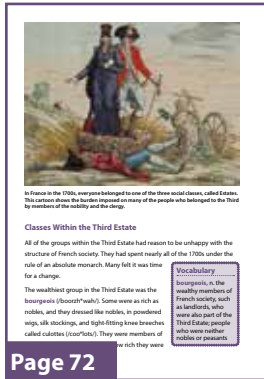 In France in the 1700s, everyone belonged to one of the three social classes, called Estates.
This cartoon shows the burden imposed on many of the people who belonged to the Third
by members of the nobility and the clergy.
Classes Within the Third Estate
All of the groups within the Third Estate had reason to be unhappy with the
structure of French society. They had spent nearly all of the 1700s under the
rule of an absolute monarch. Many felt it was time
for a change.
The wealthiest group in the Third Estate was the
bourgeois (/boorzh*wah/). Some were as rich as
nobles, and they dressed like nobles, in powdered
wigs, silk stockings, and tight-fitting knee breeches
called culottes (/coo*lots/). They were members of
how rich they were
Vocabulary
bourgeois, n. the
wealthy members of
French society, such
as landlords, who
were also part of the
Third Estate; people
who were neither
nobles or peasants
Page 72